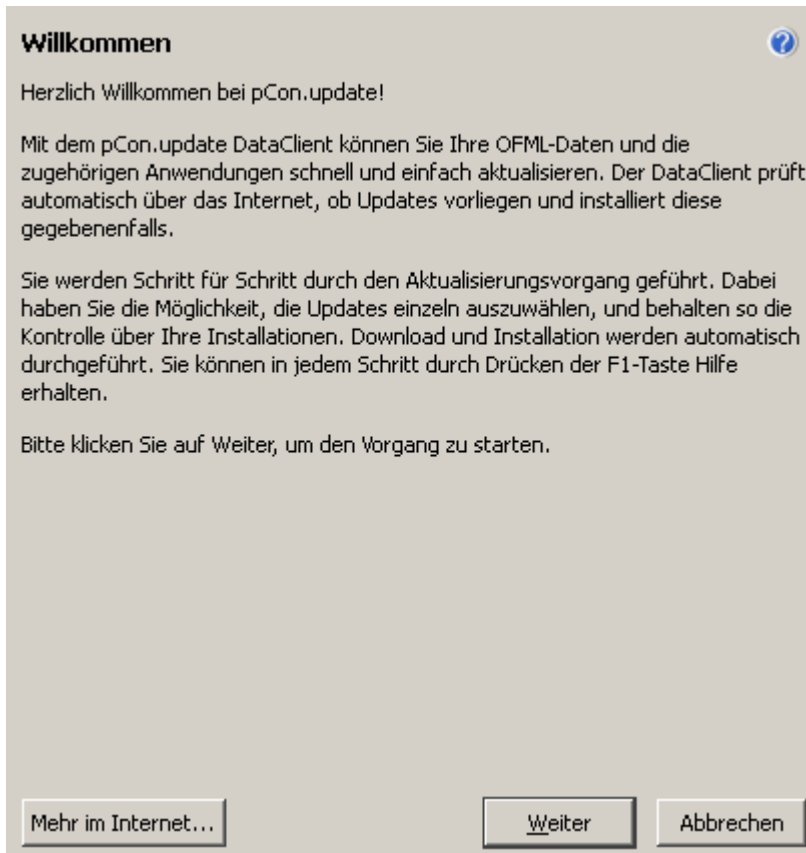 Willkommen
Herzlich Willkommen bei pCon.update!
Mit dem pCon.update DataClient können Sie Ihre OFML-Daten und die
zugehörigen Anwendungen schnell und einfach aktualisieren. Der DataClient prüft
automatisch über das Internet, ob Updates vorliegen und installiert diese
gegebenenfalls.
Sie werden Schritt für Schritt durch den Aktualisierungsvorgang geführt. Dabei
haben Sie die Möglichkeit, die Updates einzeln auszuwählen, und behalten so die
Kontrolle über Ihre Installationen. Download und Installation werden automatisch
durchgeführt. Sie können in jedem Schritt durch Drücken der F1-Taste Hilfe
erhalten.
Bitte klicken Sie auf Weiter, um den Vorgang zu starten.
Mehr im Internet... Weiter Abbrechen